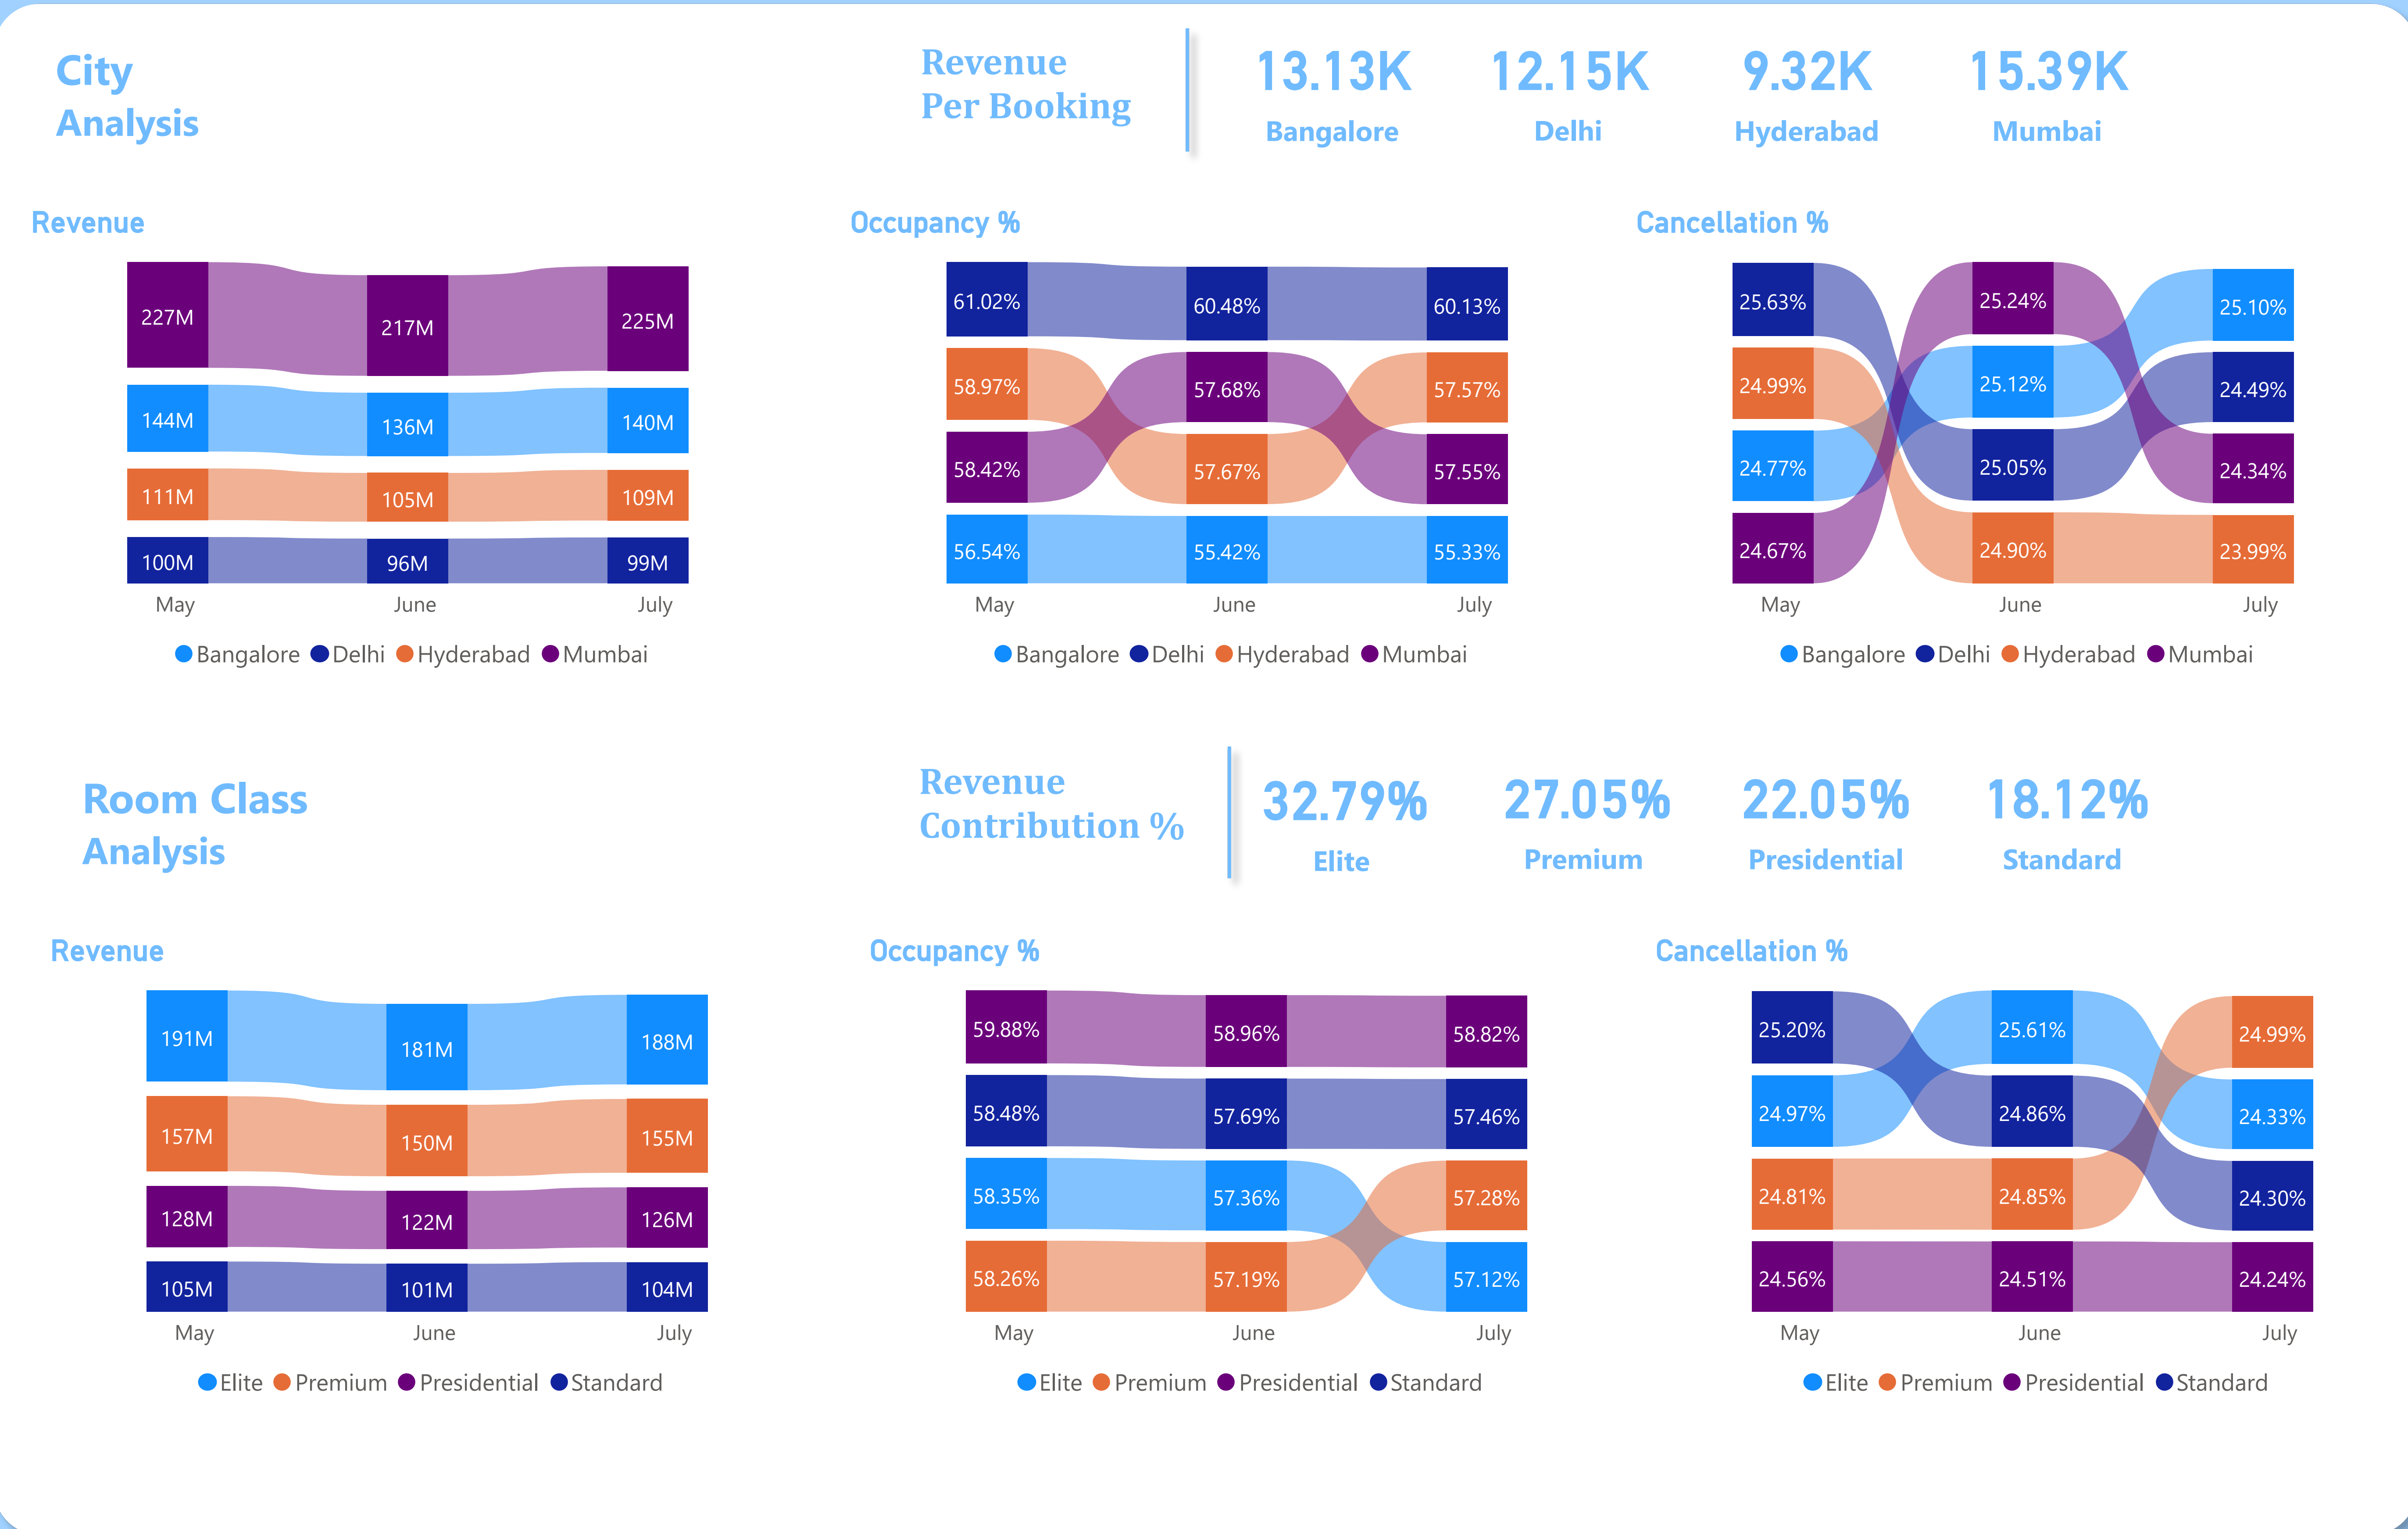 City
Analysis
Revenue
Per Booking
13.13K
12.15K
9.32K
15.39K
Bangalore
Delhi
Hyderabad
Mumbai
Revenue
227M
217M
225M
144M
136M
140M
111M
105M
109M
100M
96M
99M
May
June
July
Bangalore Delhi Hyderabad Mumbai
Occupancy %
61.02%
60.48%
60.13%
58.97%
57.68%
57.57%
58.42%
57.67%
57.55%
56.54%
55.42%
55.33%
May
June
July
Bangalore Delhi Hyderabad Mumbai
Cancellation %
25.63%
25.24%
25.10%
24.99%
25.12%
24.49%
24.77%
25.05%
24.34%
24.67%
24.90%
23.99%
May
June
July
Bangalore Delhi Hyderabad Mumbai
Room Class
Analysis
Revenue
Contribution %
32.79%
27.05%
22.05%
18.12%
Elite
Premium
Presidential
Standard
Revenue
191M
181M
188M
157M
150M
155M
128M
122M
126M
105M
101M
104M
May
June
July
Elite Premium Presidential Standard
Occupancy %
59.88%
58.96%
58.82%
58.48%
57.69%
57.46%
58.35%
57.36%
57.28%
58.26%
57.19%
57.12%
May
June
July
Elite Premium Presidential Standard
Cancellation %
25.20%
25.61%
24.99%
24.97%
24.86%
24.33%
24.81%
24.85%
24.30%
24.56%
24.51%
24.24%
May
June
July
Elite Premium Presidential Standard